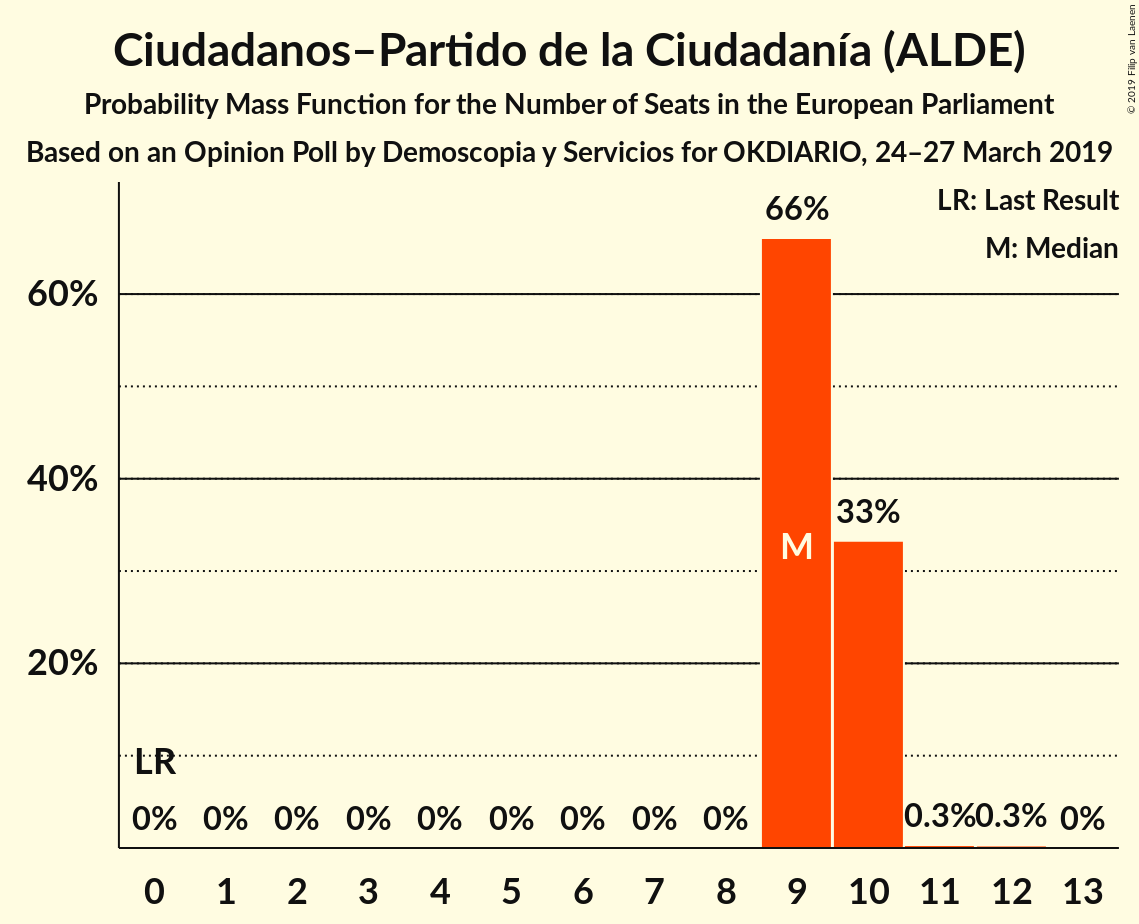 Ciudadanos–Partido de la Ciudadanía (ALDE)
Probability Mass Function for the Number of Seats in the European Parliament
Based on an Opinion Poll by Demoscopia y Servicios for OKDIARIO, 24–27 March 2019
© 2019 Filip van Laenen
LR: Last Result
M: Median
66%
60%
40%
33%
M
20%
LR
0% 0% 0% 0% 0% 0% 0% 0% 0% 0.3% 0.3% 0%
0 1 2 3 4 5 6 7 8 9 10 11 12 13